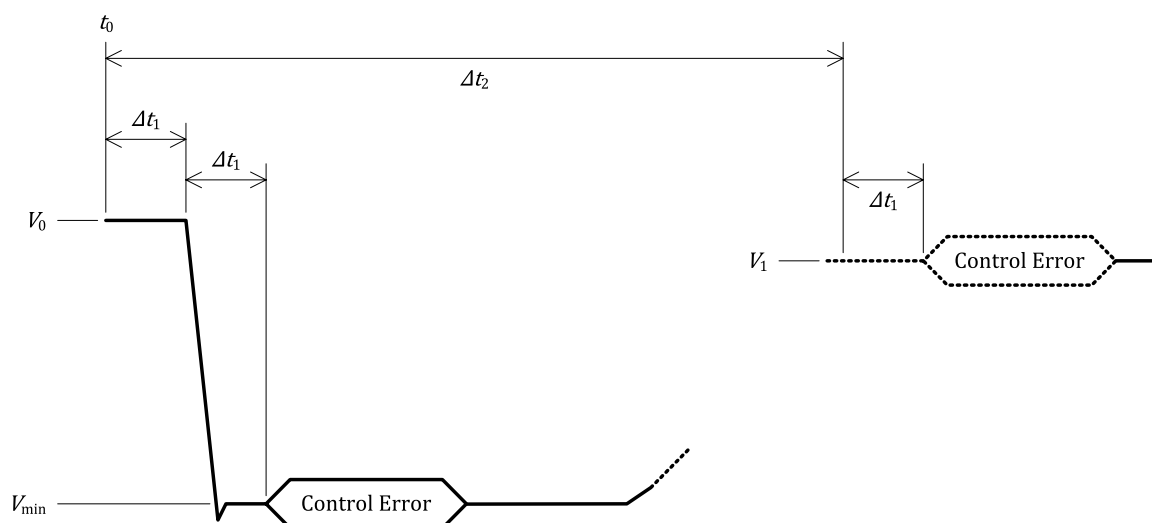 t₀
Δt₂
Δt₁
Δt₁
Δt₁
V₀
V₁
Control Error
Vₘᵢₙ
Control Error